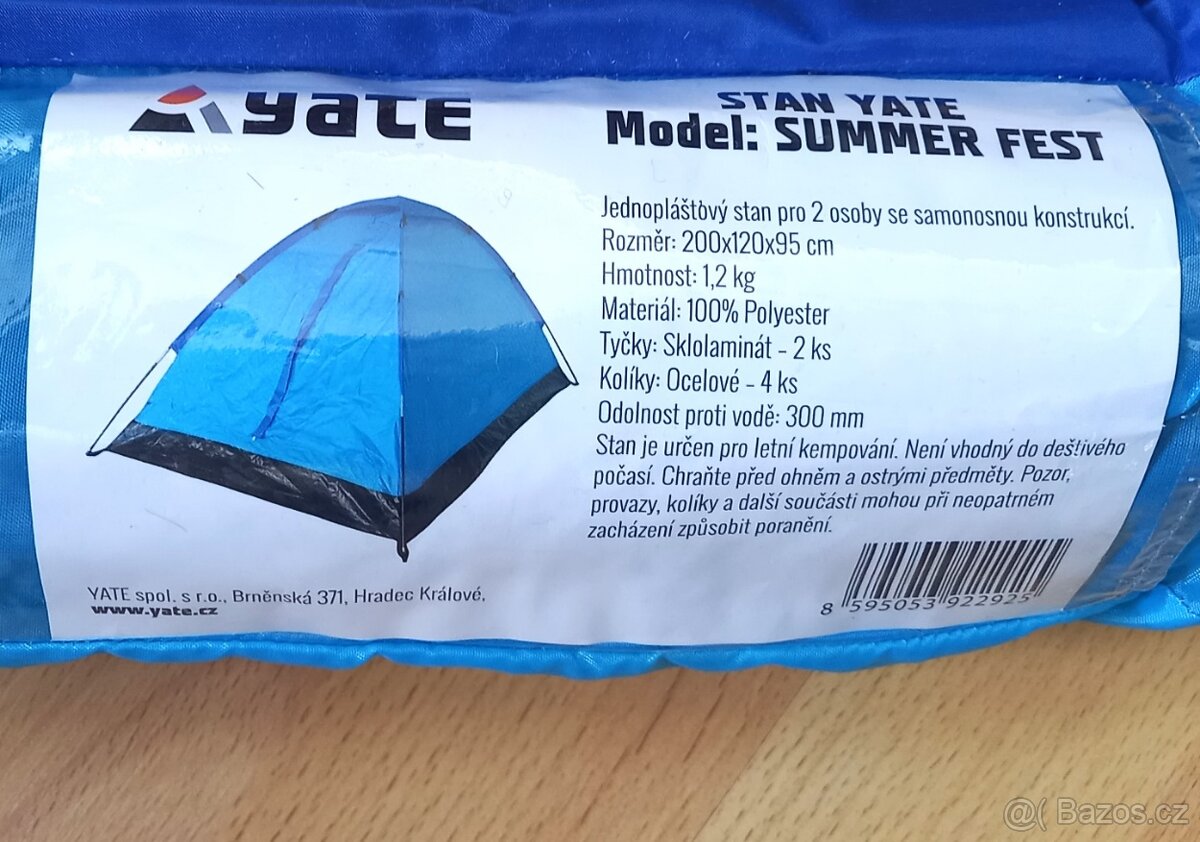 yate
STAN YATE
Model: SUMMER FEST
Jednoplášťový stan pro 2 osoby se samonosnou konstrukcí.
Rozměr: 200x120x95 cm
Hmotnost: 1,2 kg
Materiál: 100% Polyester
Tyčky: Sklolaminát - 2 ks
Kolíky: Ocelové - 4 ks
Odolnost proti vodě: 300 mm
Stan je určen pro letní kempování. Není vhodný do deštivého
počasí. Chraňte před ohněm a ostrými předměty. Pozor,
provazy, kolíky a další součásti mohou při neopatrném
zacházení způsobit poranění.
YATE spol. s r.o., Brněnská 371, Hradec Králové.
www.yate.cz
8 595053 922925
@( Bazos.cz